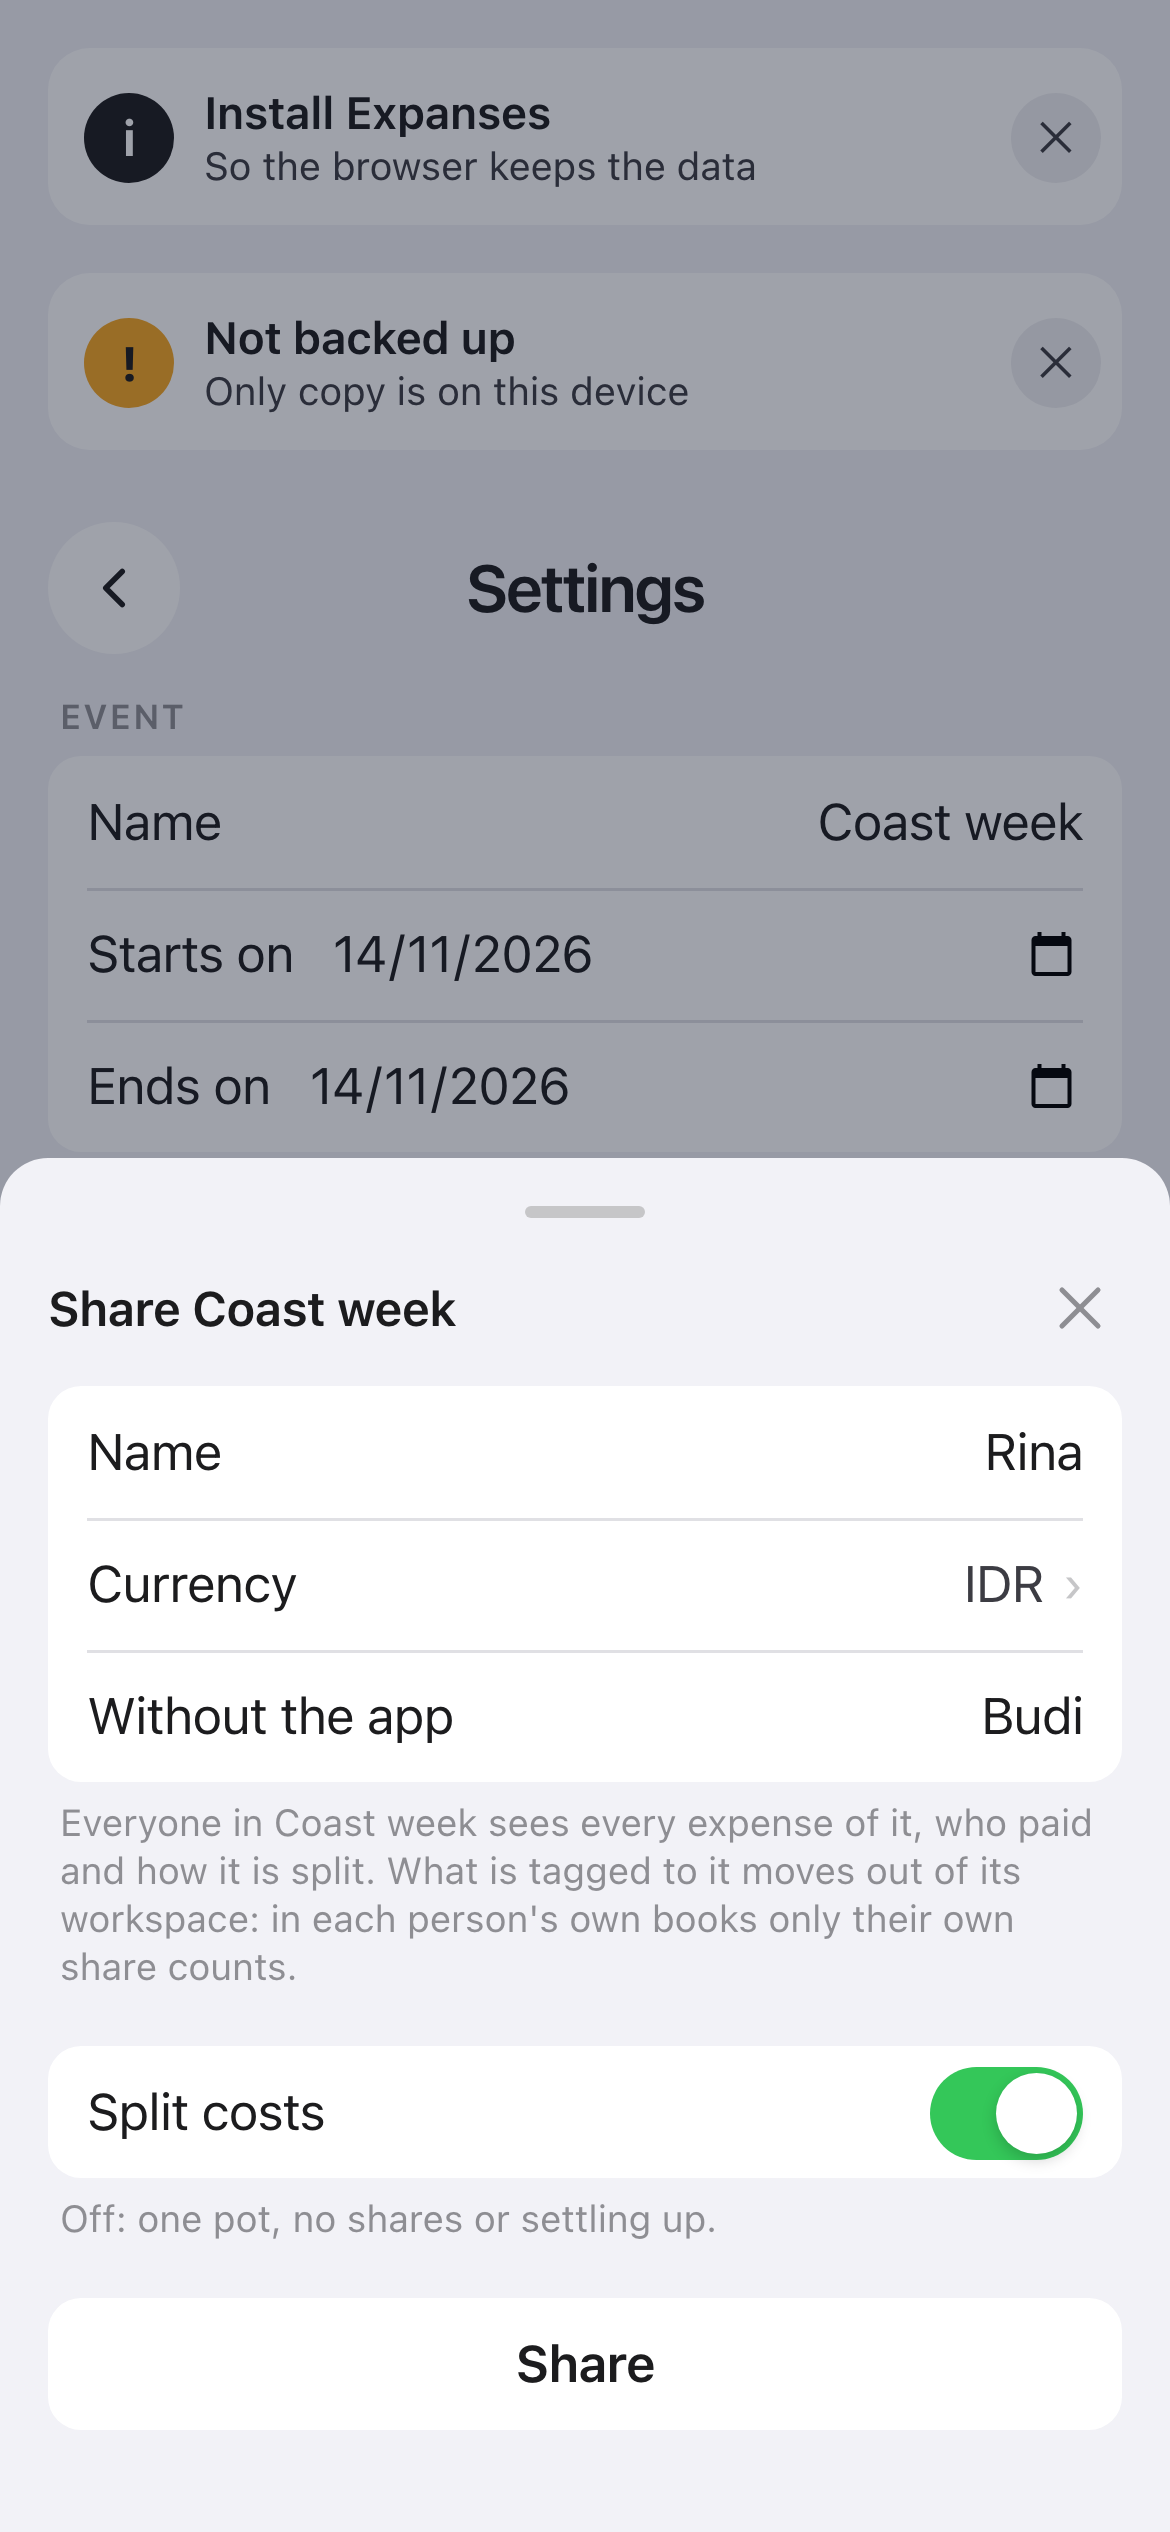 Install Expanses
So the browser keeps the data
Not backed up
Only copy is on this device
Settings
EVENT
Name Coast week
Starts on 14/11/2026
Ends on 14/11/2026
Share Coast week
Name Rina
Currency IDR
Without the app Budi
Everyone in Coast week sees every expense of it, who paid
and how it is split. What is tagged to it moves out of its
workspace: in each person's own books only their own
share counts.
Split costs
Off: one pot, no shares or settling up.
Share